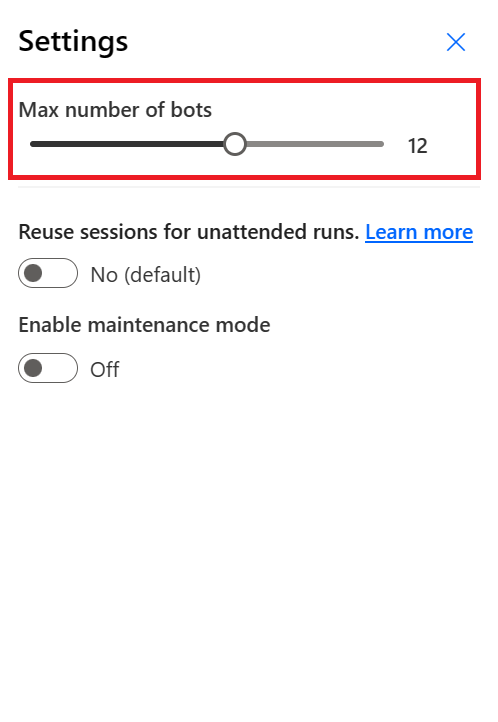 Settings
Max number of bots
12
Reuse sessions for unattended runs. Learn more
No (default)
Enable maintenance mode
Off